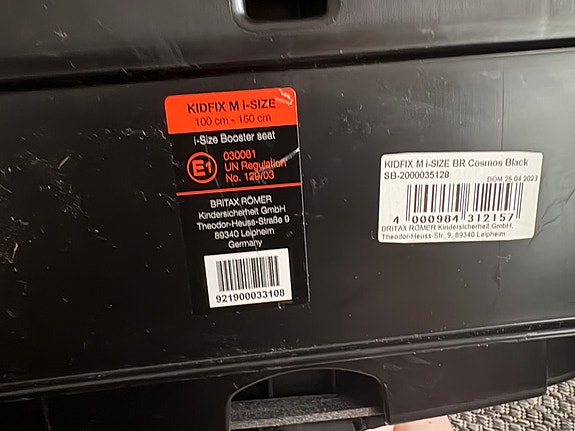 KIDFIX M i-SIZE
100 cm - 150 cm
i-Size Booster seat
E1
030061
UN Regulation
No. 129/03
BRITAX RÖMER
Kindersicherheit GmbH
Theodor-Heuss-Straße 9
89340 Leipheim
Germany
921900033108
KIDFIX M i-SIZE BR Cosmos Black
SB-2000035128
DOM 25.04.2023
4 000984 312157
BRITAX RÖMER Kindersicherheit GmbH,
Theodor-Heuss-Str. 9, 89340 Leipheim